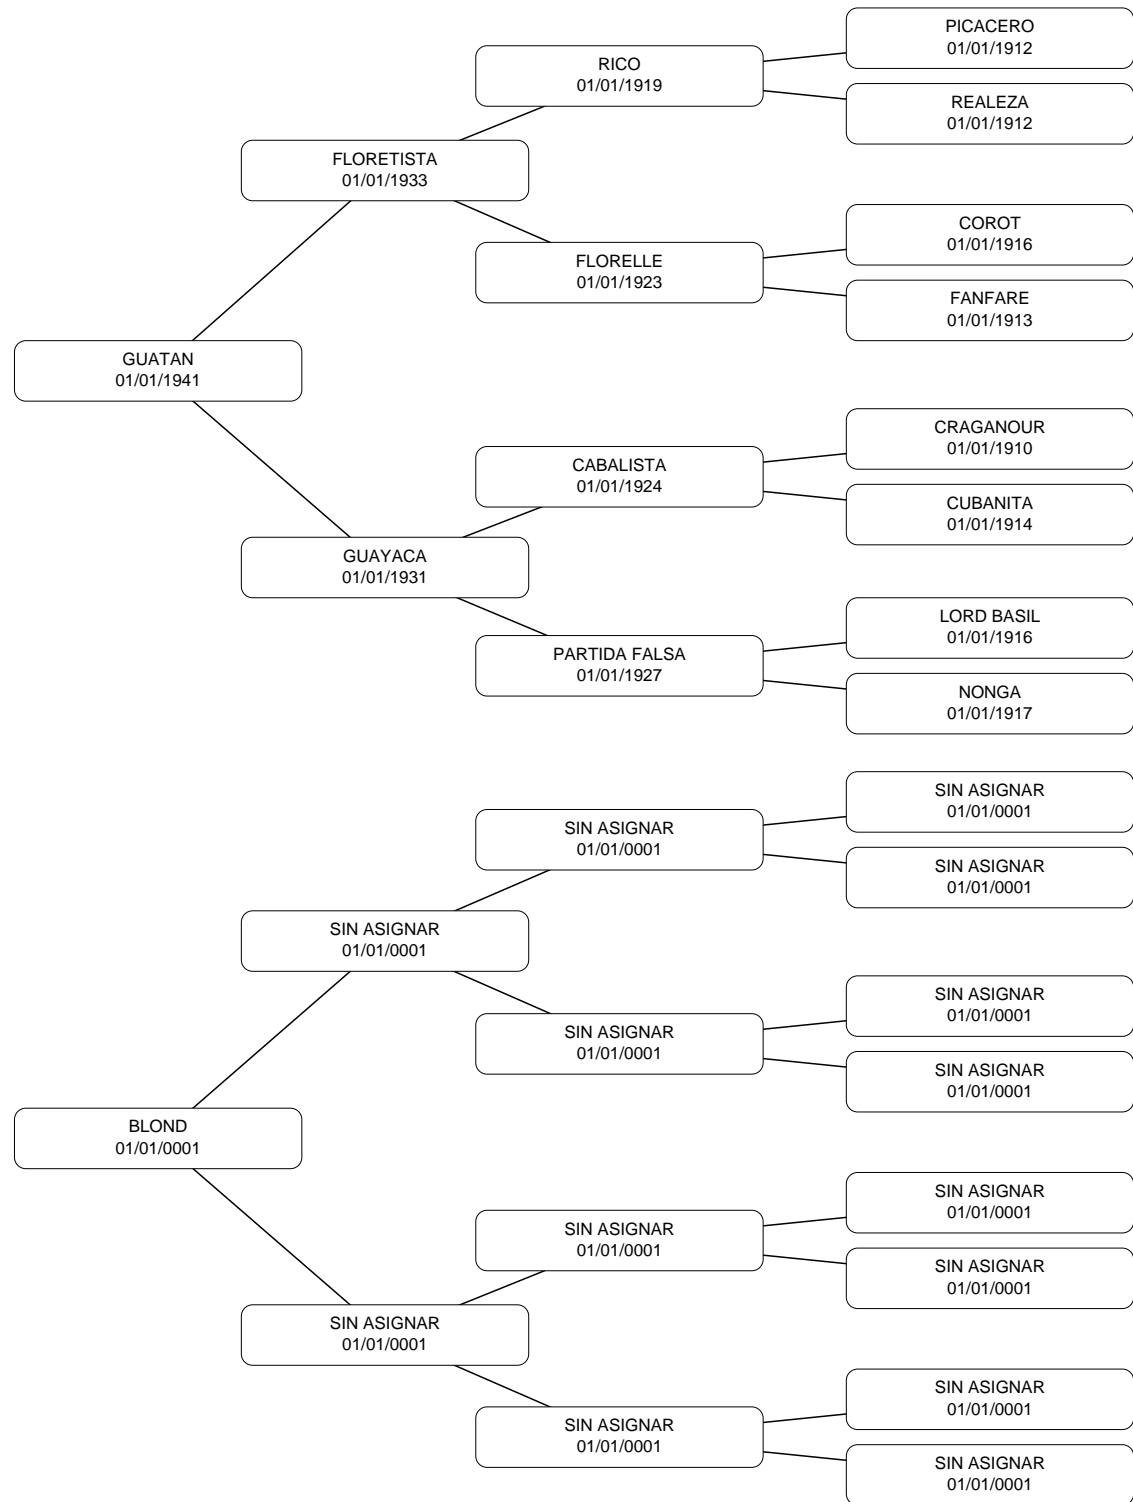 PICACERO
01/01/1912
RICO
01/01/1919
REALEZA
01/01/1912
FLORETISTA
01/01/1933
COROT
01/01/1916
FLORELLE
01/01/1923
FANFARE
01/01/1913
GUATAN
01/01/1941
CRAGANOUR
01/01/1910
CABALISTA
01/01/1924
CUBANITA
01/01/1914
GUAYACA
01/01/1931
LORD BASIL
01/01/1916
PARTIDA FALSA
01/01/1927
NONGA
01/01/1917
SIN ASIGNAR
01/01/0001
SIN ASIGNAR
01/01/0001
SIN ASIGNAR
01/01/0001
SIN ASIGNAR
01/01/0001
SIN ASIGNAR
01/01/0001
SIN ASIGNAR
01/01/0001
SIN ASIGNAR
01/01/0001
BLOND
01/01/0001
SIN ASIGNAR
01/01/0001
SIN ASIGNAR
01/01/0001
SIN ASIGNAR
01/01/0001
SIN ASIGNAR
01/01/0001
SIN ASIGNAR
01/01/0001
SIN ASIGNAR
01/01/0001
SIN ASIGNAR
01/01/0001